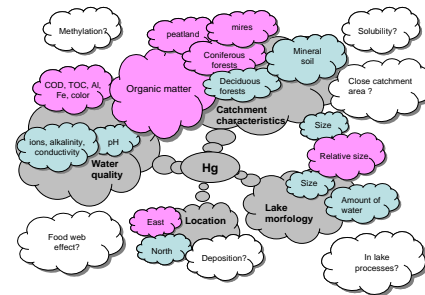 Methylation?
peatland
mires
Solubility?
Coniferous
forests
Mineral
soil
COD, TOC, Al,
Fe, color
Organic matter
Deciduous
forests
Close catchment
area ?
Catchment
characteristics
Size
ions, alkalinity,
conductivity
pH
Water
quality
Hg
Relative size
Size
Amount of
water
Lake
morfology
East
Location
North
Food web
effect?
Deposition?
In lake
processes?